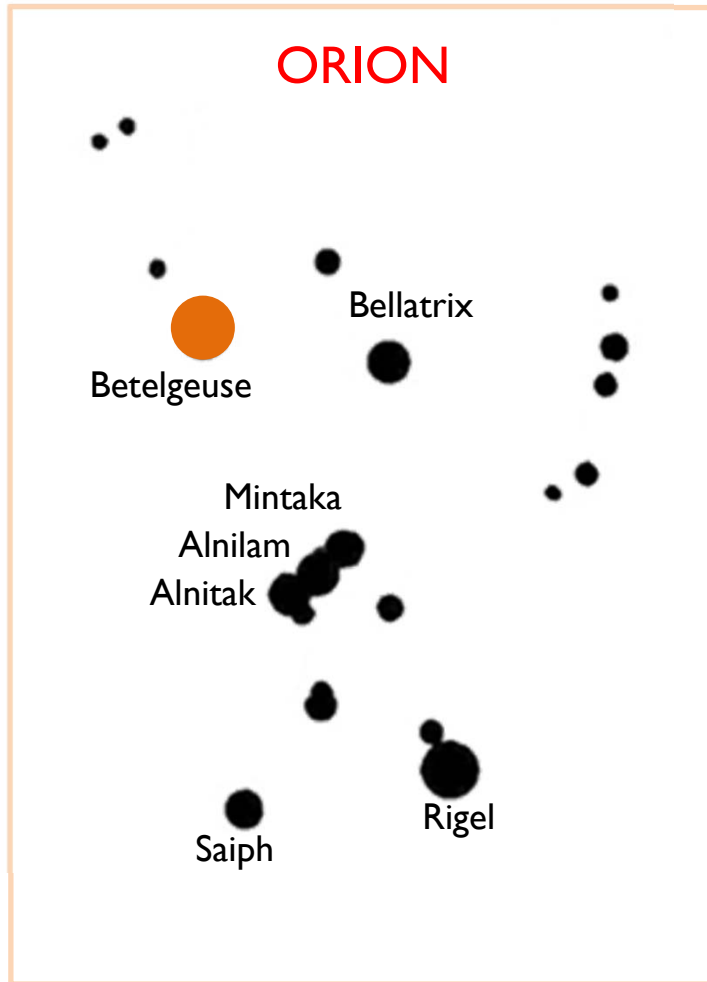 ORION
Bellatrix
Betelgeuse
Mintaka
Alnilam
Alnitak
Rigel
Saiph